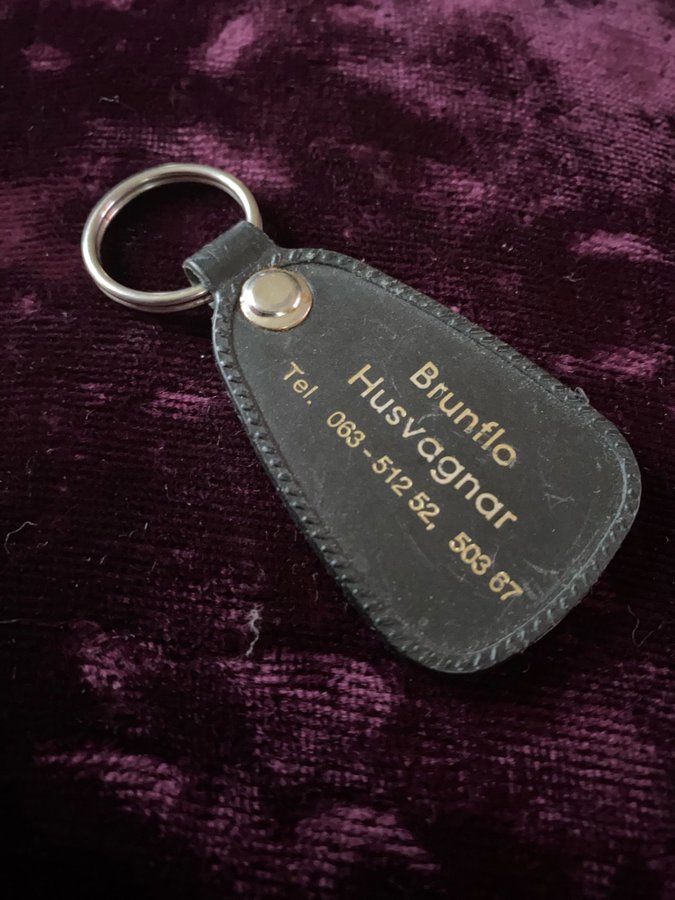 Brunflo
Husvagnar
Tel. 063-512 52, 503 67